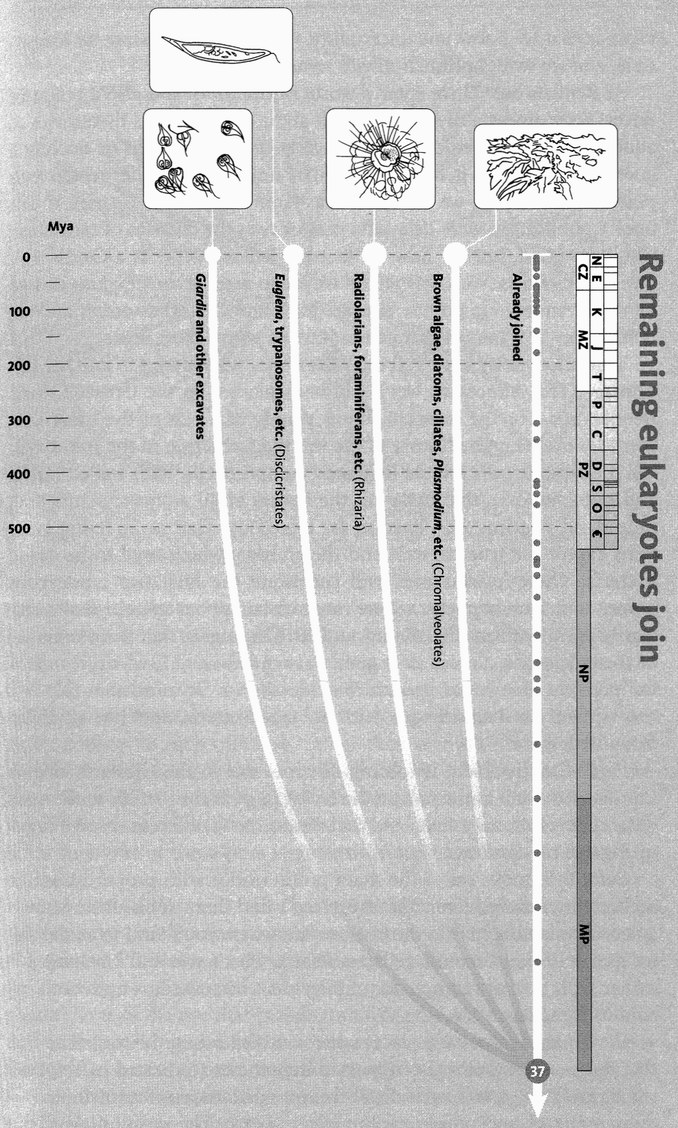 Remaining eukaryotes join
N E K J T P C D S O Є
CZ MZ PZ NP MP
Already joined
37
Brown algae, diatoms, ciliates, Plasmodium, etc. (Chromalveolates)
Radiolarians, foraminiferans, etc. (Rhizaria)
Euglena, trypanosomes, etc. (Discicristates)
Giardia and other excavates
Mya
0
100
200
300
400
500